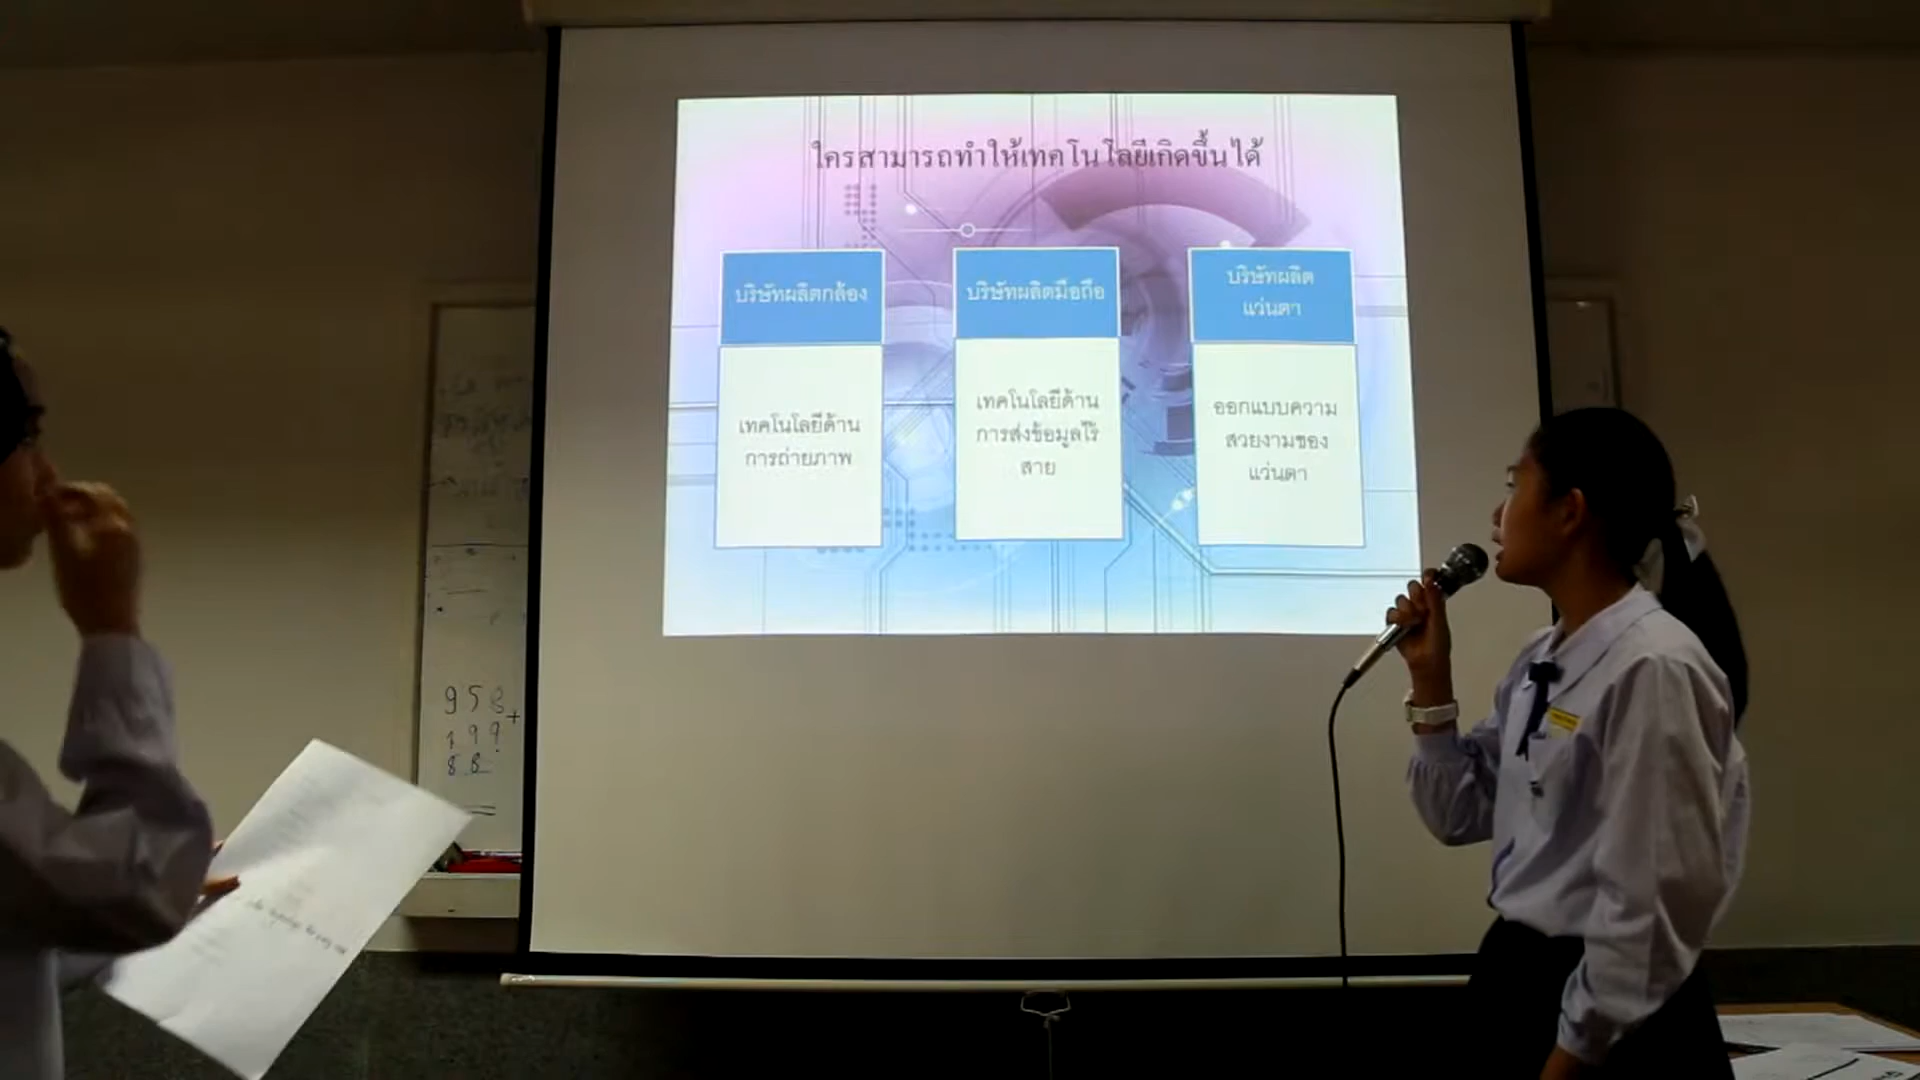 ใครสามารถทำให้เทคโนโลยีเกิดขึ้นได้
บริษัทผลิตกล้อง
เทคโนโลยีด้าน
การถ่ายภาพ
บริษัทผลิตมือถือ
เทคโนโลยีด้าน
การส่งข้อมูลไร้
สาย
บริษัทผลิต
แว่นตา
ออกแบบความ
สวยงามของ
แว่นตา
958
+
199
88